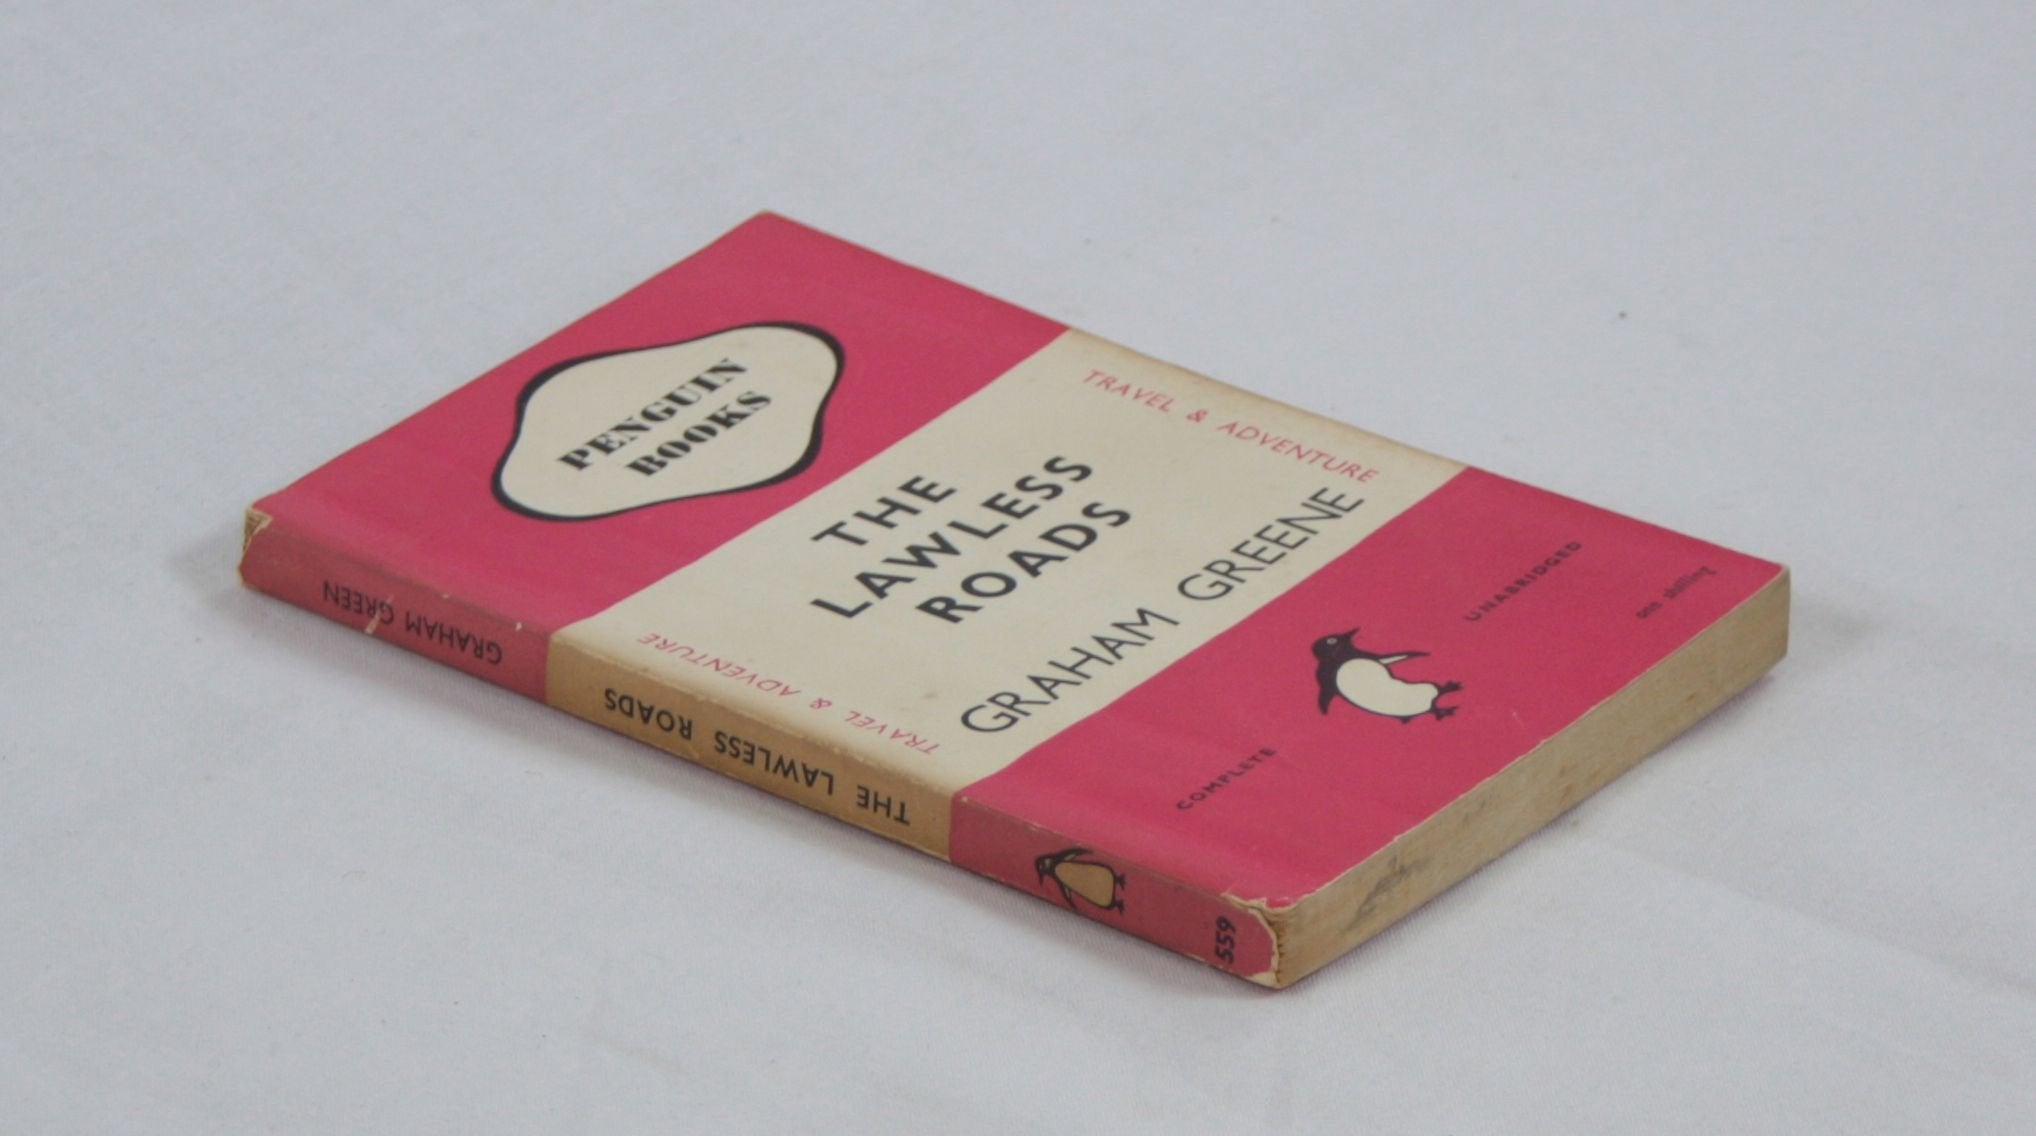 PENGUIN
BOOKS
TRAVEL & ADVENTURE
THE
LAWLESS
ROADS
GRAHAM GREENE
TRAVEL & ADVENTURE
COMPLETE
UNABRIDGED
one shilling
GRAHAM GREEN
THE LAWLESS ROADS
559